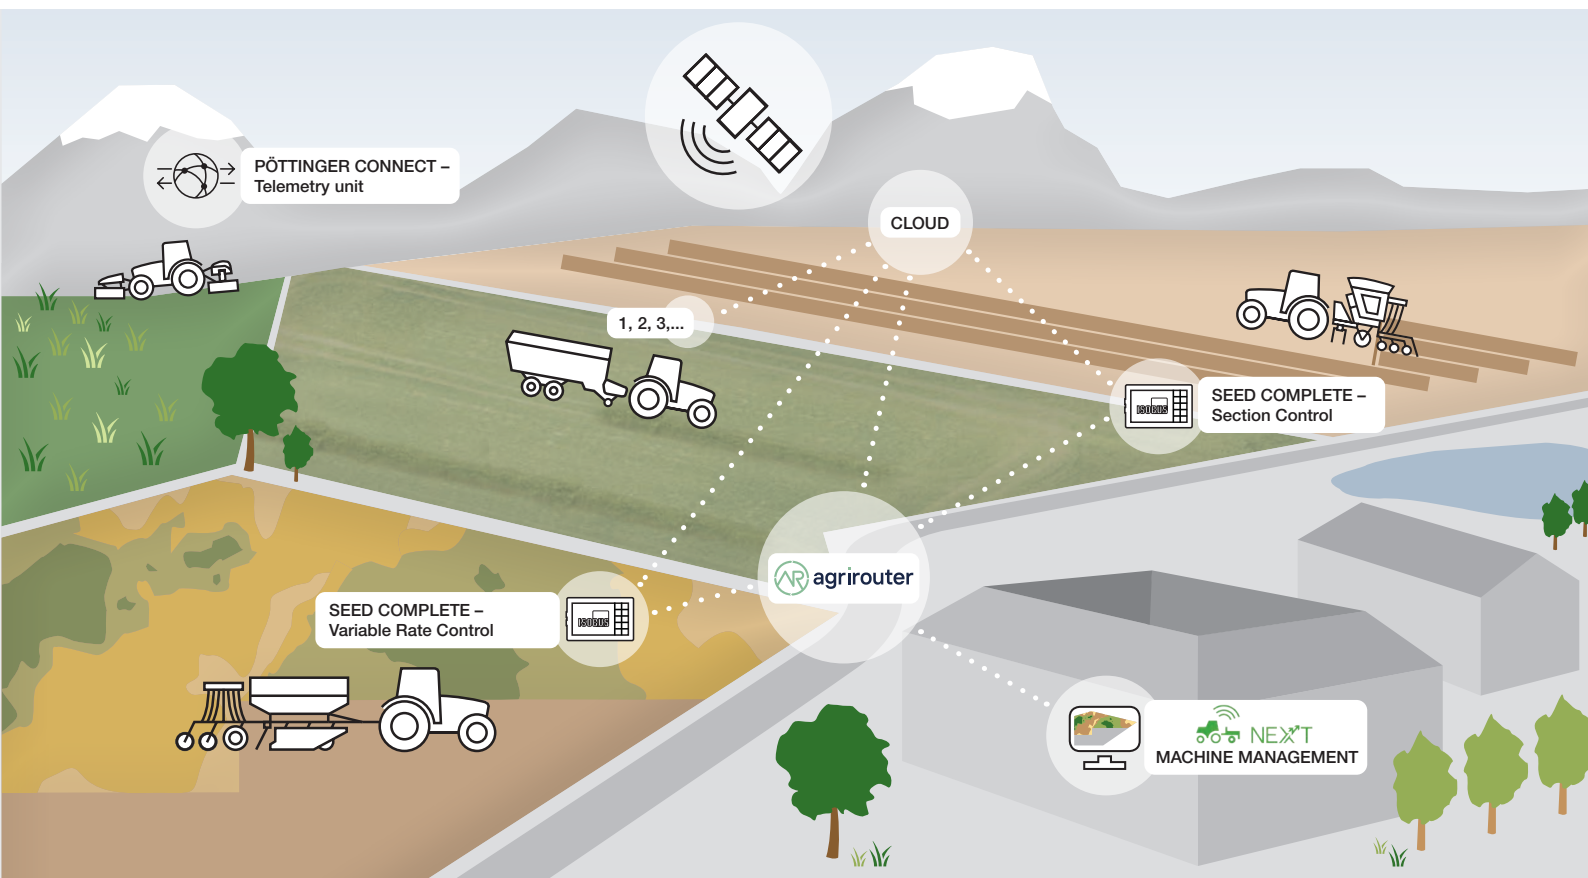 PÖTTINGER CONNECT –
Telemetry unit
CLOUD
1, 2, 3,...
SEED COMPLETE –
Section Control
ISOBUS
AR agrirouter
SEED COMPLETE –
Variable Rate Control
ISOBUS
NEXT
MACHINE MANAGEMENT